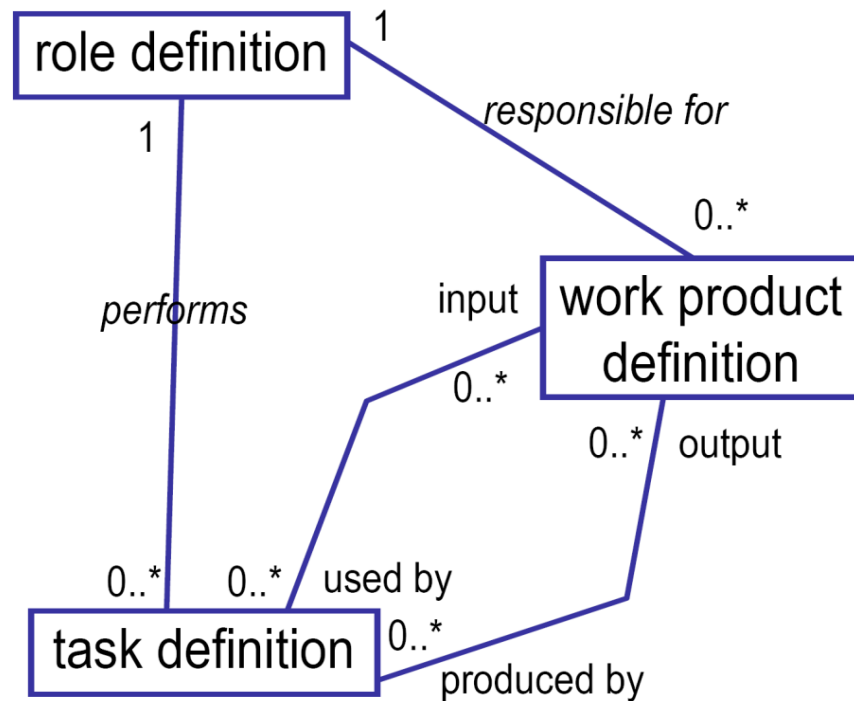 role definition
1
1
responsible for
0..*
performs
input
work product
definition
0..*
0..*
output
0..*
0..*
used by
task definition
0..*
produced by